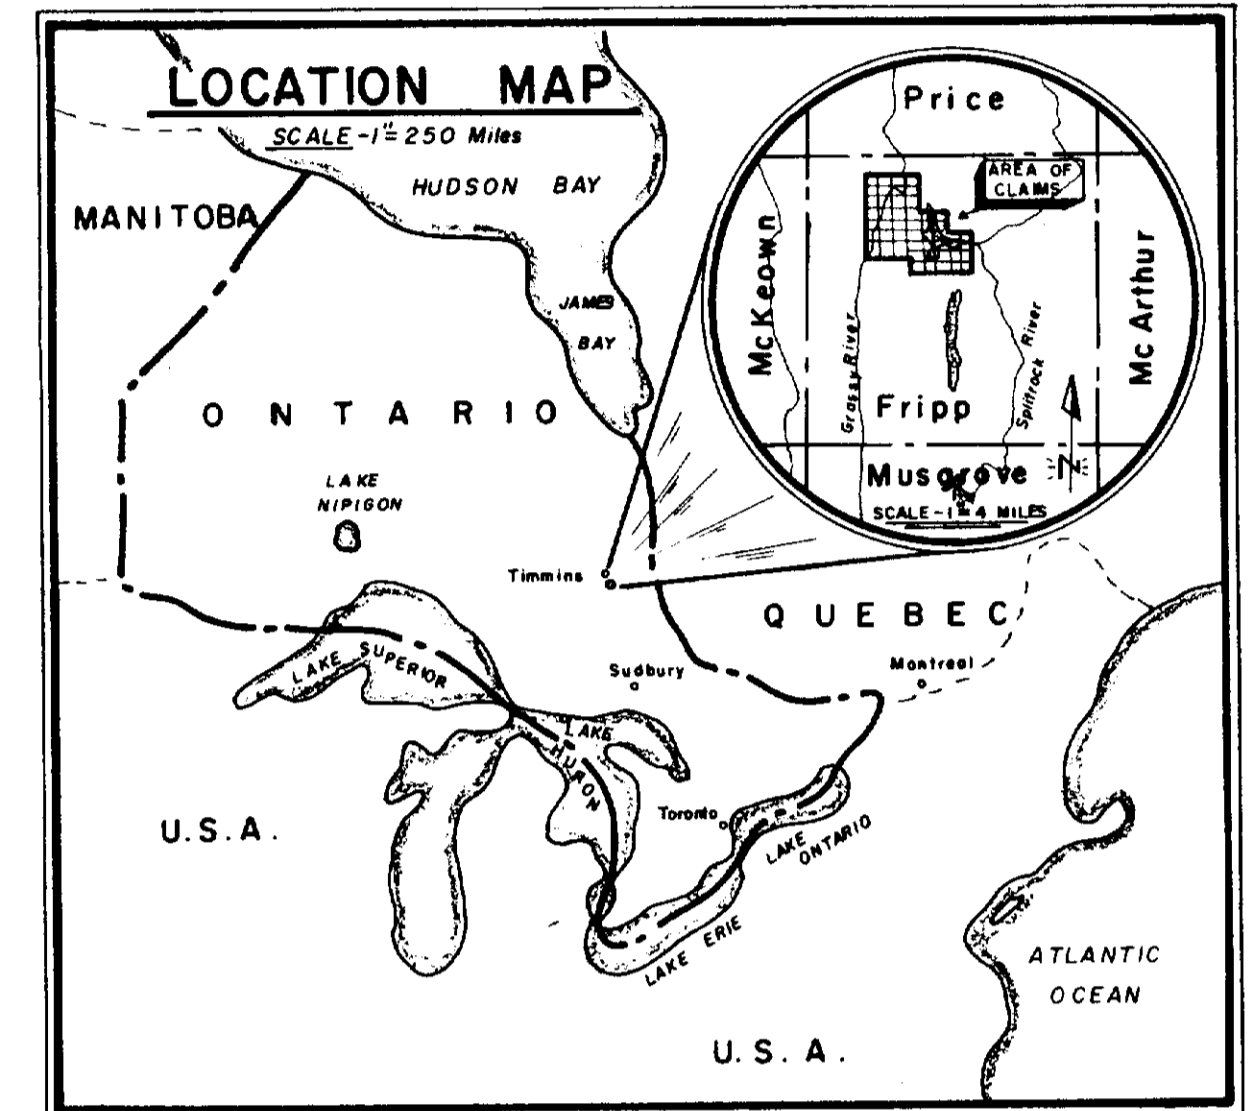 LOCATION MAP
SCALE-1"=250 Miles
HUDSON BAY
MANITOBA
JAMES
BAY
ONTARIO
LAKE
NIPIGON
Timmins
QUEBEC
Sudbury
Montreal
LAKE SUPERIOR
LAKE
HURON
Toronto
LAKE
ONTARIO
LAKE ERIE
U.S.A.
ATLANTIC
OCEAN
U.S.A.
Price
AREA OF
CLAIMS
McKeown
McArthur
Grassy River
Splitrock River
Fripp
Musgrove
N
SCALE-1"=4 MILES